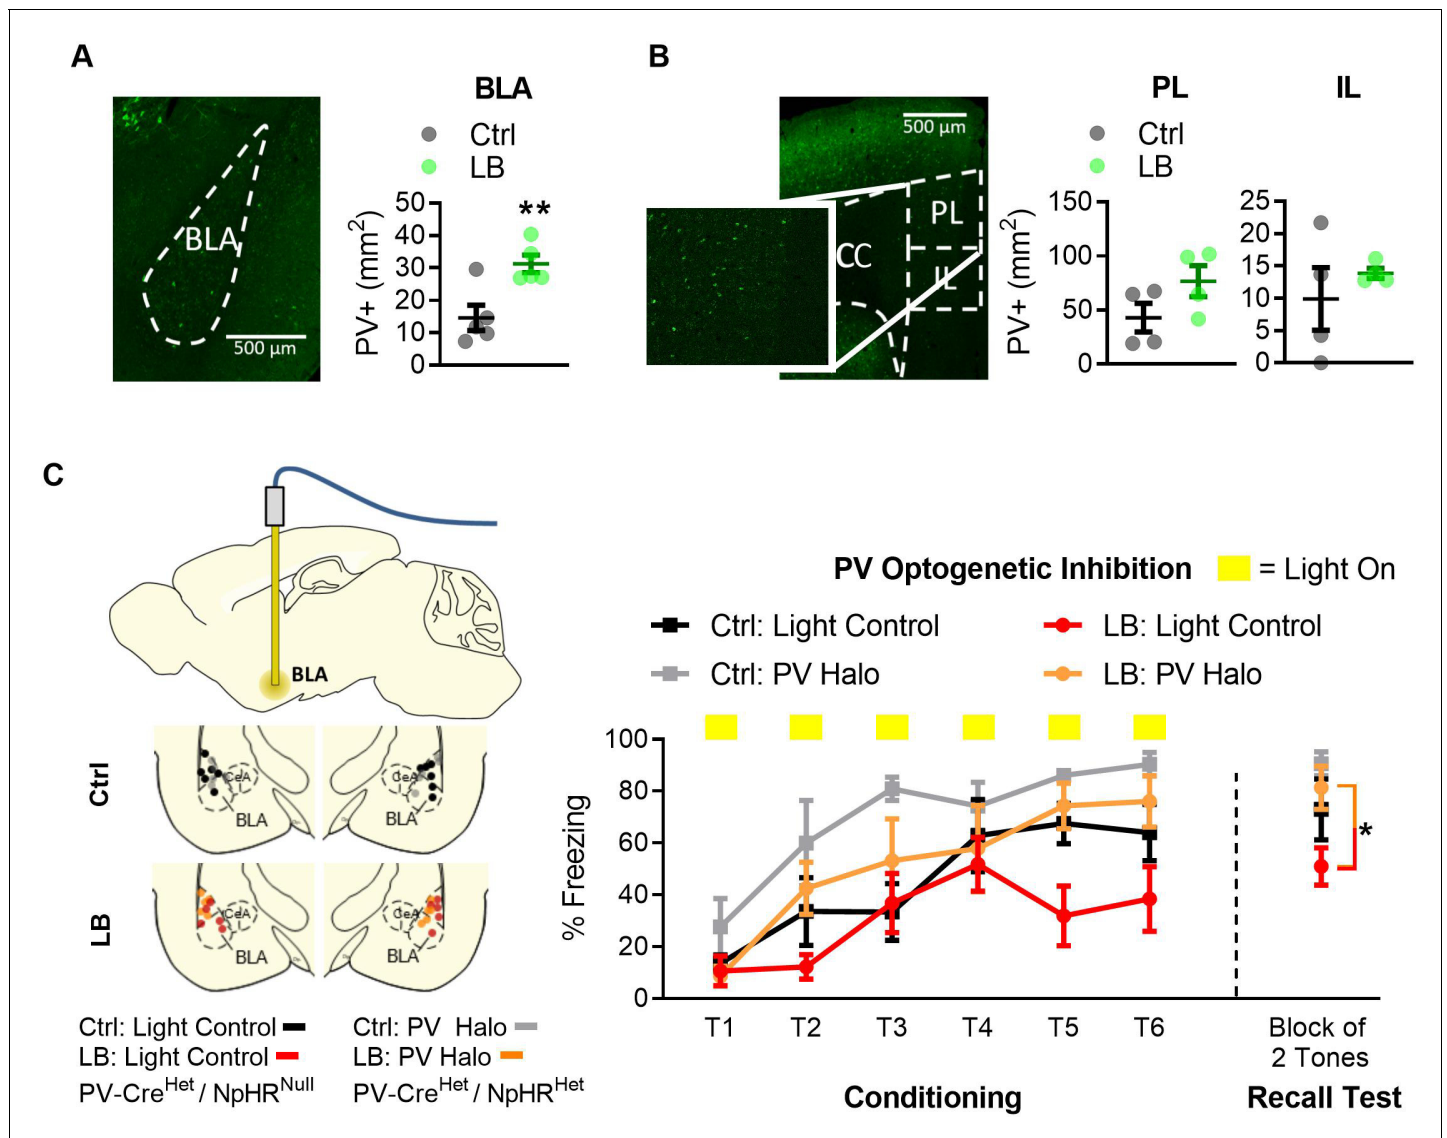 A
BLA
Ctrl
LB
BLA
500 µm
PV+ (mm2)
50
40
30
20
10
0
**
B
500 µm
PL
CC
IL
PL
IL
Ctrl
LB
PV+ (mm2)
150
100
50
0
25
20
15
10
5
0
C
BLA
Ctrl
CeA
BLA
CeA
BLA
LB
CeA
BLA
CeA
BLA
Ctrl: Light Control
Ctrl: PV Halo
LB: Light Control
LB: PV Halo
PV-CreHet / NpHRNull
PV-CreHet / NpHRHet
PV Optogenetic Inhibition
= Light On
Ctrl: Light Control
LB: Light Control
Ctrl: PV Halo
LB: PV Halo
% Freezing
100
80
60
40
20
0
*
T1
T2
T3
T4
T5
T6
Block of
2 Tones
Conditioning
Recall Test